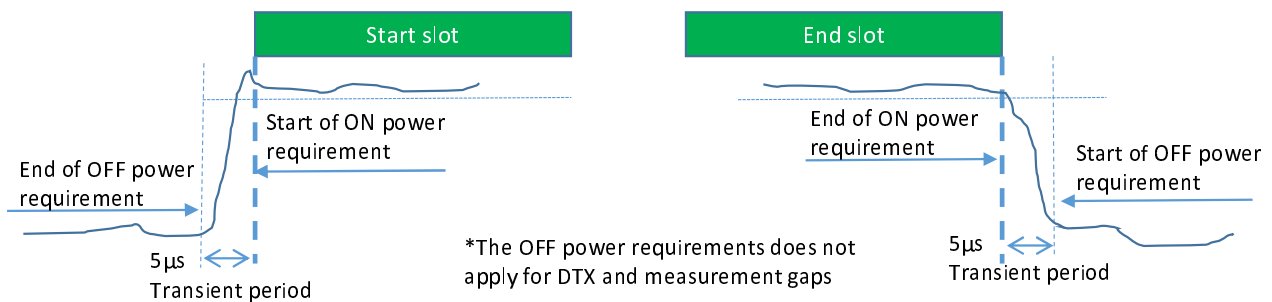 Start slot
End slot
Start of ON power
requirement
End of OFF power
requirement
5µs
Transient period
End of ON power
requirement
Start of OFF power
requirement
5µs
Transient period
*The OFF power requirements does not
apply for DTX and measurement gaps